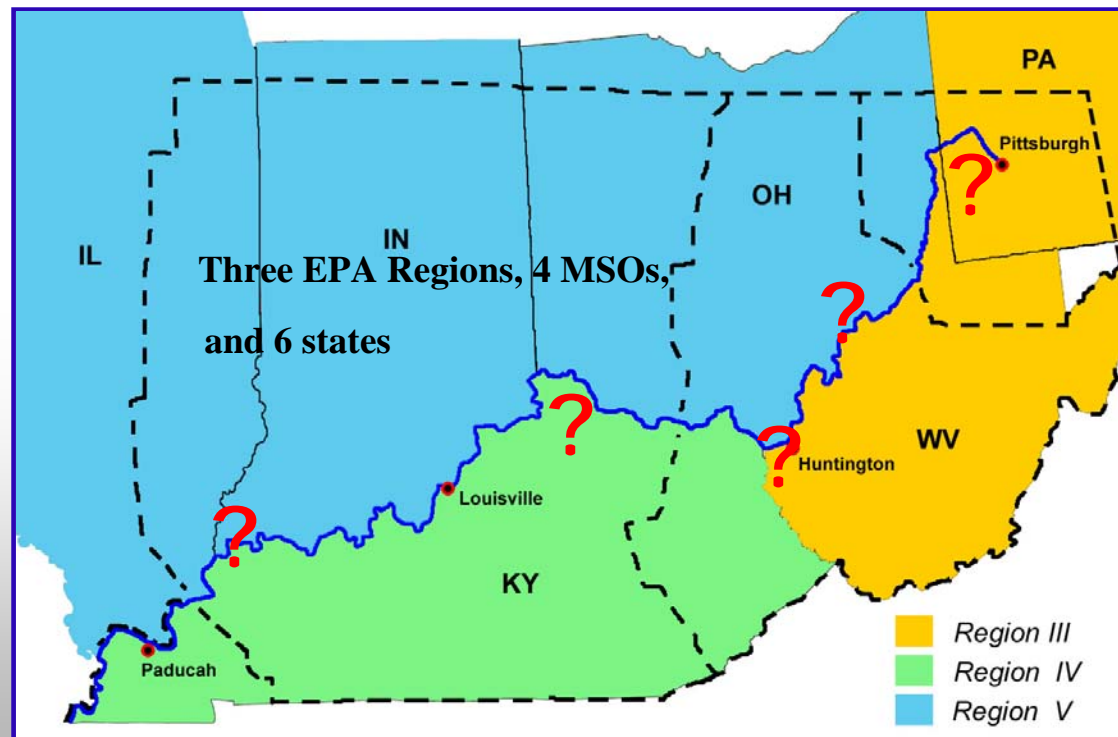 PA
Pittsburgh
?
OH
IL
IN
Three EPA Regions, 4 MSOs,
and 6 states
?
?
?
WV
Huntington
Louisville
?
KY
Paducah
Region III
Region IV
Region V